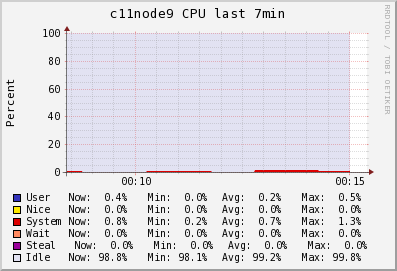 c11node9 CPU last 7min
RRDTOOL / TOBI OETIKER
Percent
100
80
60
40
20
0
00:10 00:15
User Now: 0.4% Min: 0.0% Avg: 0.2% Max: 0.5%
Nice Now: 0.0% Min: 0.0% Avg: 0.0% Max: 0.0%
System Now: 0.8% Min: 0.2% Avg: 0.7% Max: 1.3%
Wait Now: 0.0% Min: 0.0% Avg: 0.0% Max: 0.0%
Steal Now: 0.0% Min: 0.0% Avg: 0.0% Max: 0.0%
Idle Now: 98.8% Min: 98.1% Avg: 99.2% Max: 99.8%